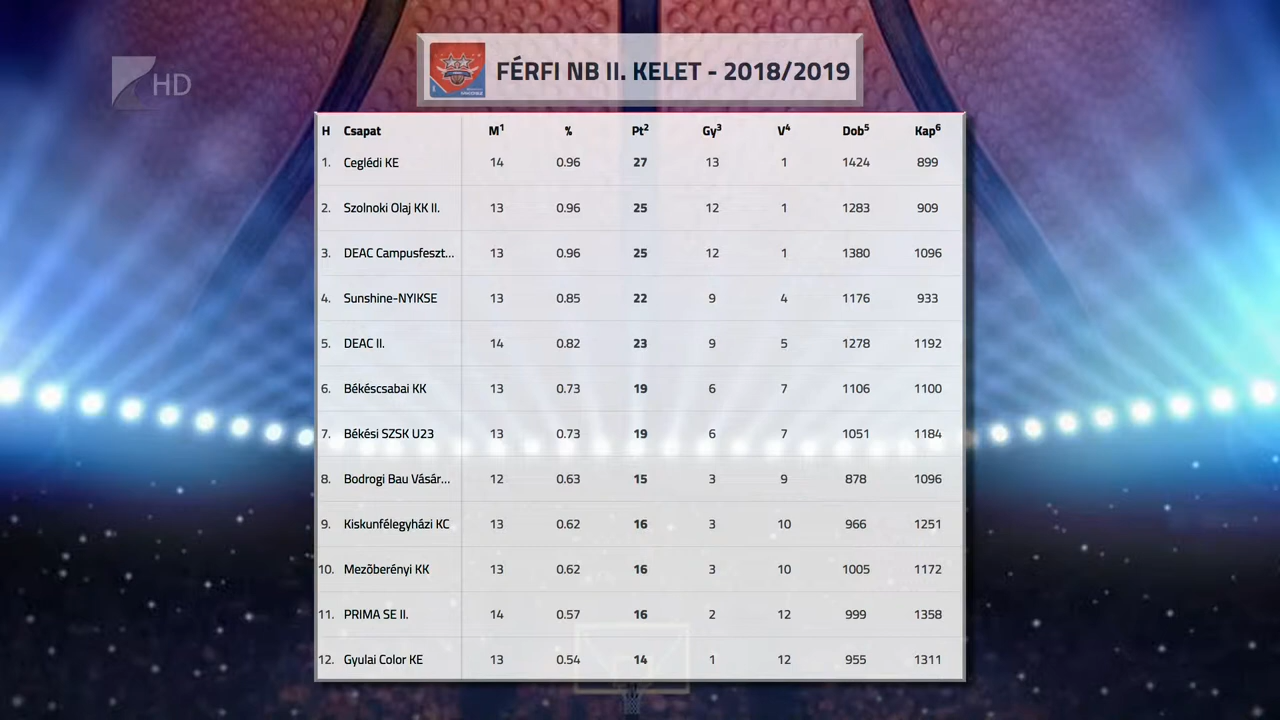 HD
FÉRFI NB II. KELET - 2018/2019
H Csapat M¹ % Pt² Gy³ V⁴ Dob⁵ Kap⁶
1. Ceglédi KE 14 0.96 27 13 1 1424 899
2. Szolnoki Olaj KK II. 13 0.96 25 12 1 1283 909
3. DEAC Campusfeszt... 13 0.96 25 12 1 1380 1096
4. Sunshine-NYIKSE 13 0.85 22 9 4 1176 933
5. DEAC II. 14 0.82 23 9 5 1278 1192
6. Békéscsabai KK 13 0.73 19 6 7 1106 1100
7. Békési SZSK U23 13 0.73 19 6 7 1051 1184
8. Bodrogi Bau Vásár... 12 0.63 15 3 9 878 1096
9. Kiskunfélegyházi KC 13 0.62 16 3 10 966 1251
10. Mezõberényi KK 13 0.62 16 3 10 1005 1172
11. PRIMA SE II. 14 0.57 16 2 12 999 1358
12. Gyulai Color KE 13 0.54 14 1 12 955 1311